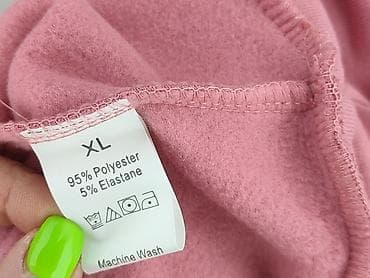 XL
95% Polyester
5% Elastane
Machine Wash